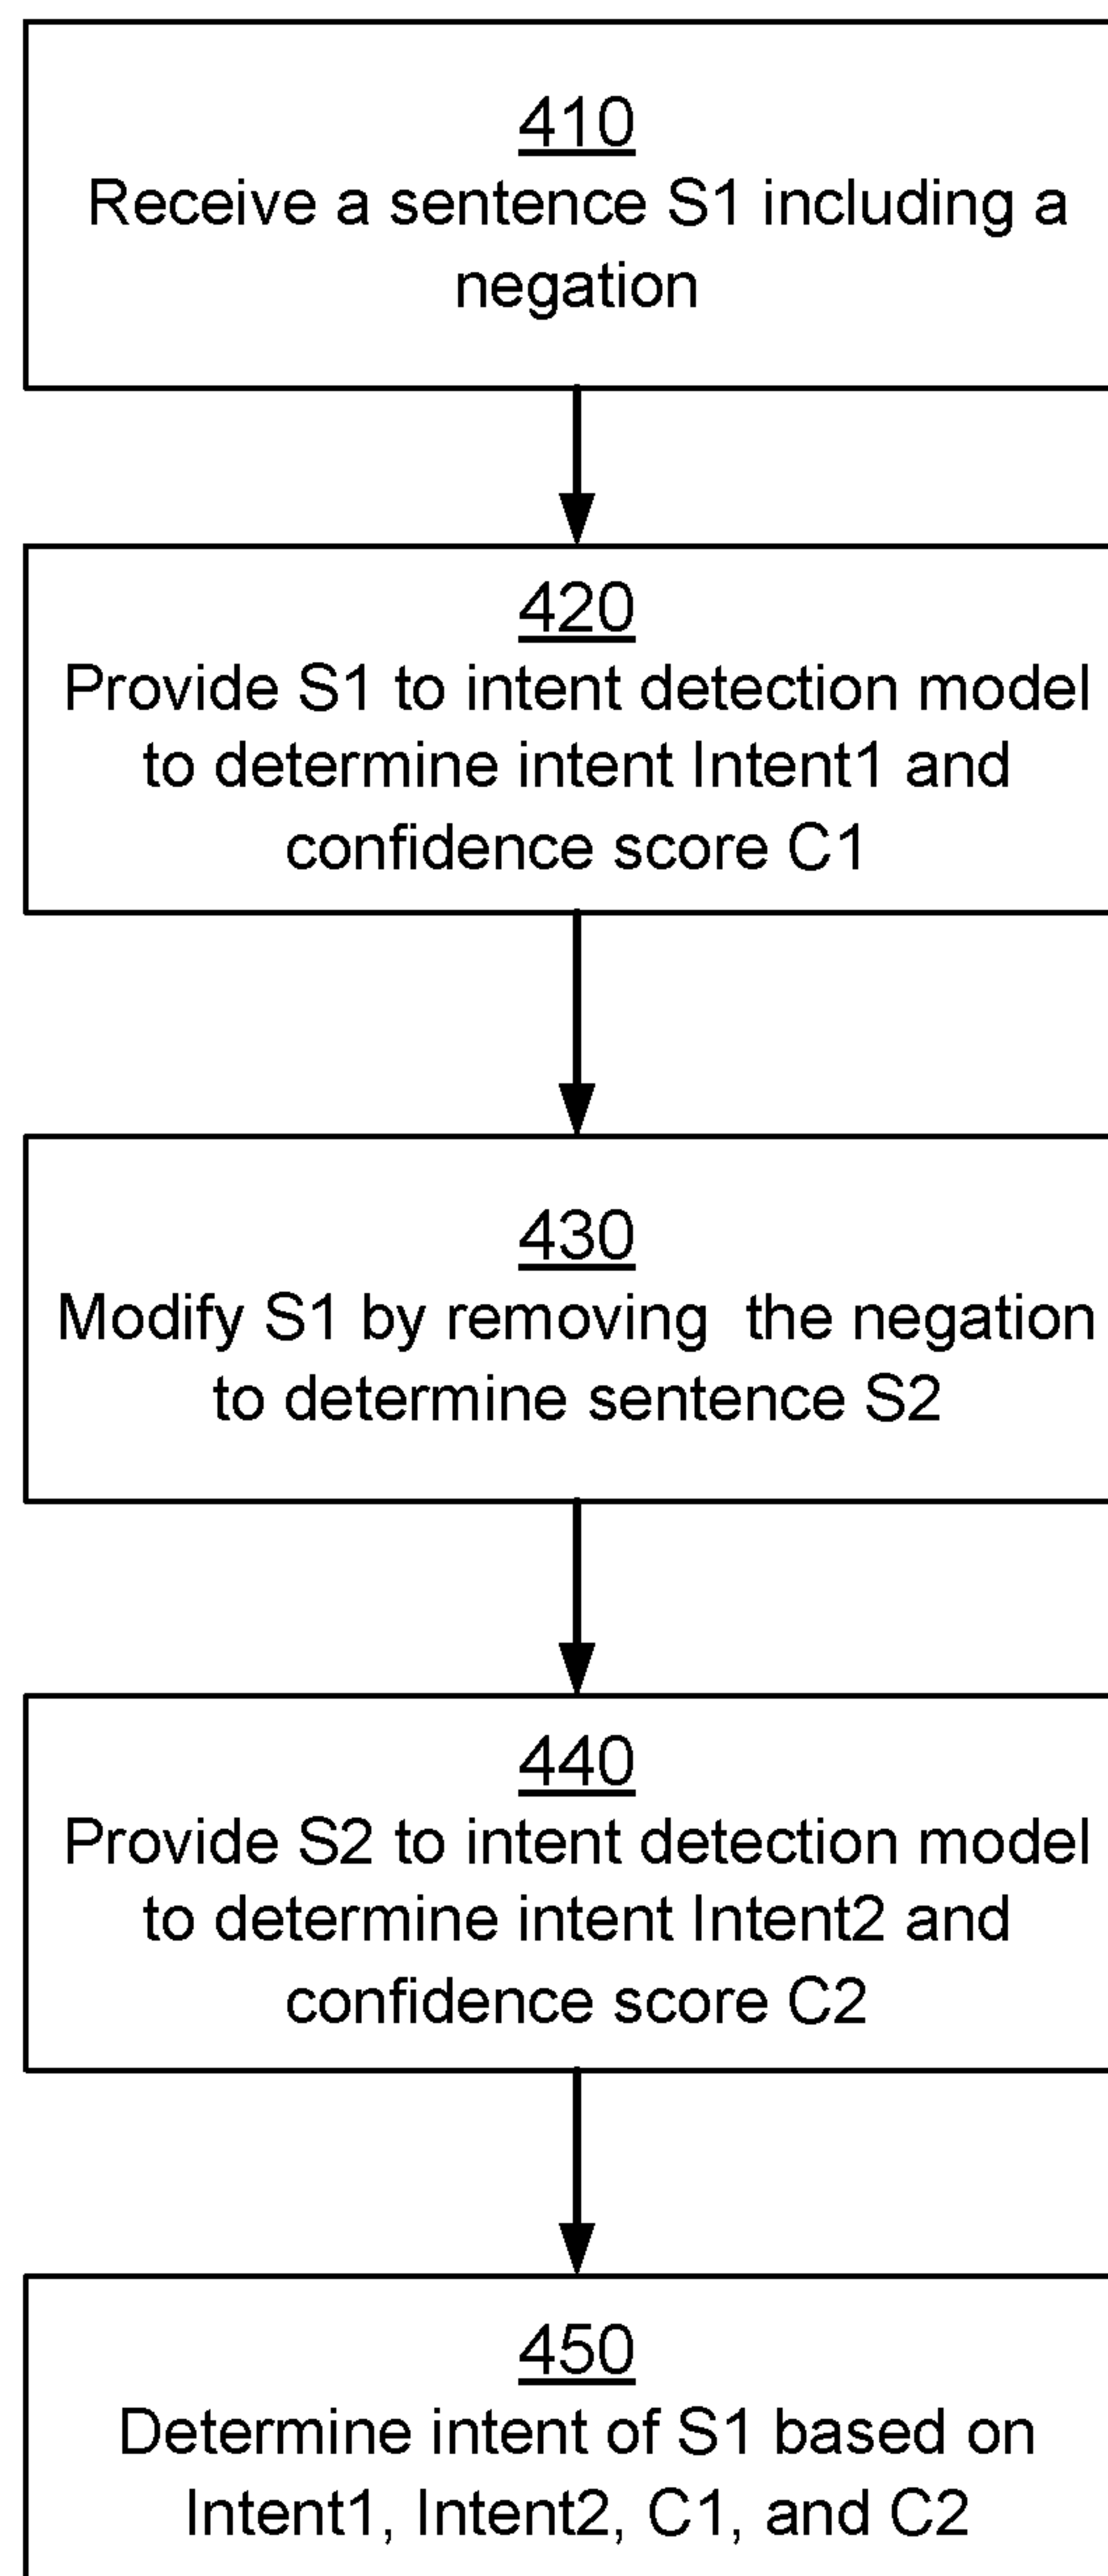 410
Receive a sentence S1 including a
negation
420
Provide S1 to intent detection model
to determine intent Intent1 and
confidence score C1
430
Modify S1 by removing  the negation
to determine sentence S2
440
Provide S2 to intent detection model
to determine intent Intent2 and
confidence score C2
450
Determine intent of S1 based on
Intent1, Intent2, C1, and C2